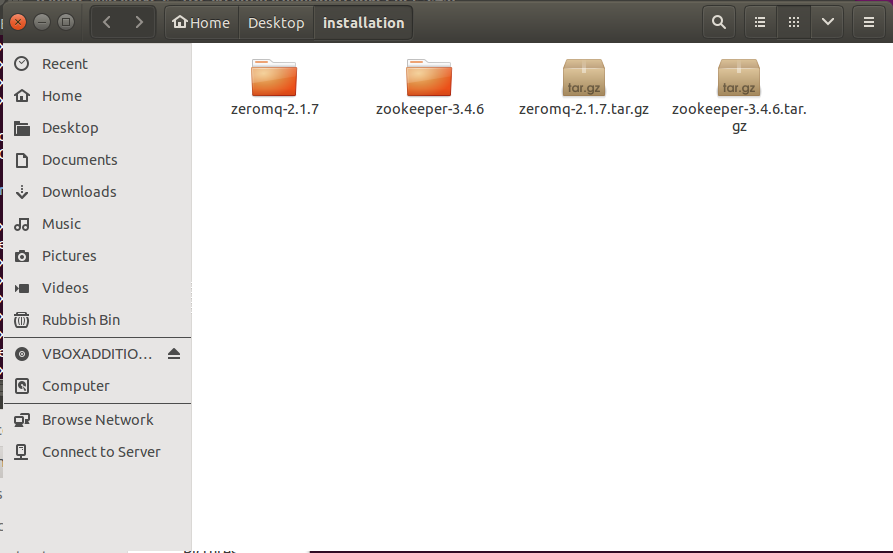 Home
Desktop
installation
Recent
Home
Desktop
Documents
Downloads
Music
Pictures
Videos
Rubbish Bin
VBOXADDITIO...
Computer
Browse Network
Connect to Server
zeromq-2.1.7
zookeeper-3.4.6
tar.gz
zeromq-2.1.7.tar.gz
tar.gz
zookeeper-3.4.6.tar.
gz